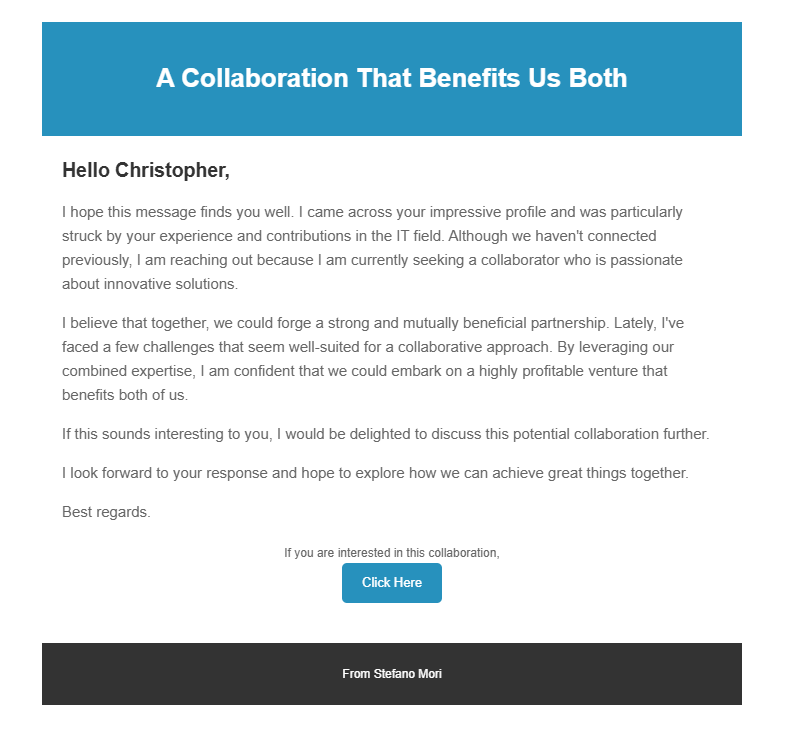 A Collaboration That Benefits Us Both
Hello Christopher,
I hope this message finds you well. I came across your impressive profile and was particularly
struck by your experience and contributions in the IT field. Although we haven't connected
previously, I am reaching out because I am currently seeking a collaborator who is passionate
about innovative solutions.
I believe that together, we could forge a strong and mutually beneficial partnership. Lately, I've
faced a few challenges that seem well-suited for a collaborative approach. By leveraging our
combined expertise, I am confident that we could embark on a highly profitable venture that
benefits both of us.
If this sounds interesting to you, I would be delighted to discuss this potential collaboration further.
I look forward to your response and hope to explore how we can achieve great things together.
Best regards.
If you are interested in this collaboration,
Click Here
From Stefano Mori